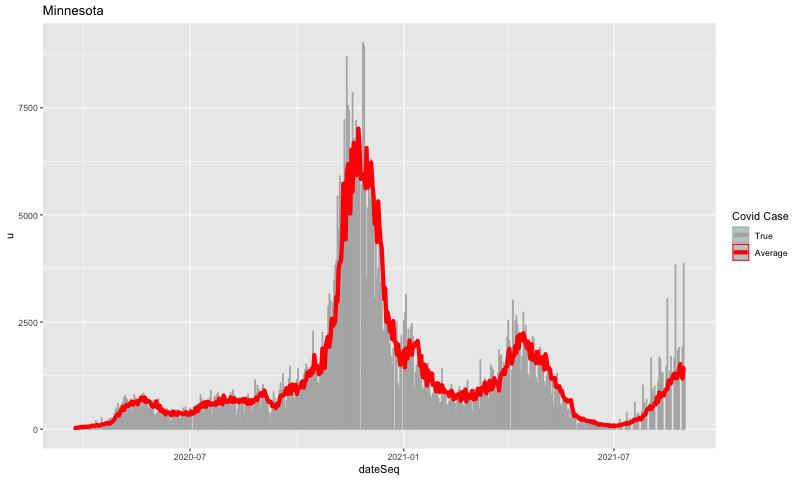 Minnesota
7500
5000
2500
0
u
2020-07
2021-01
2021-07
dateSeq
Covid Case
True
Average